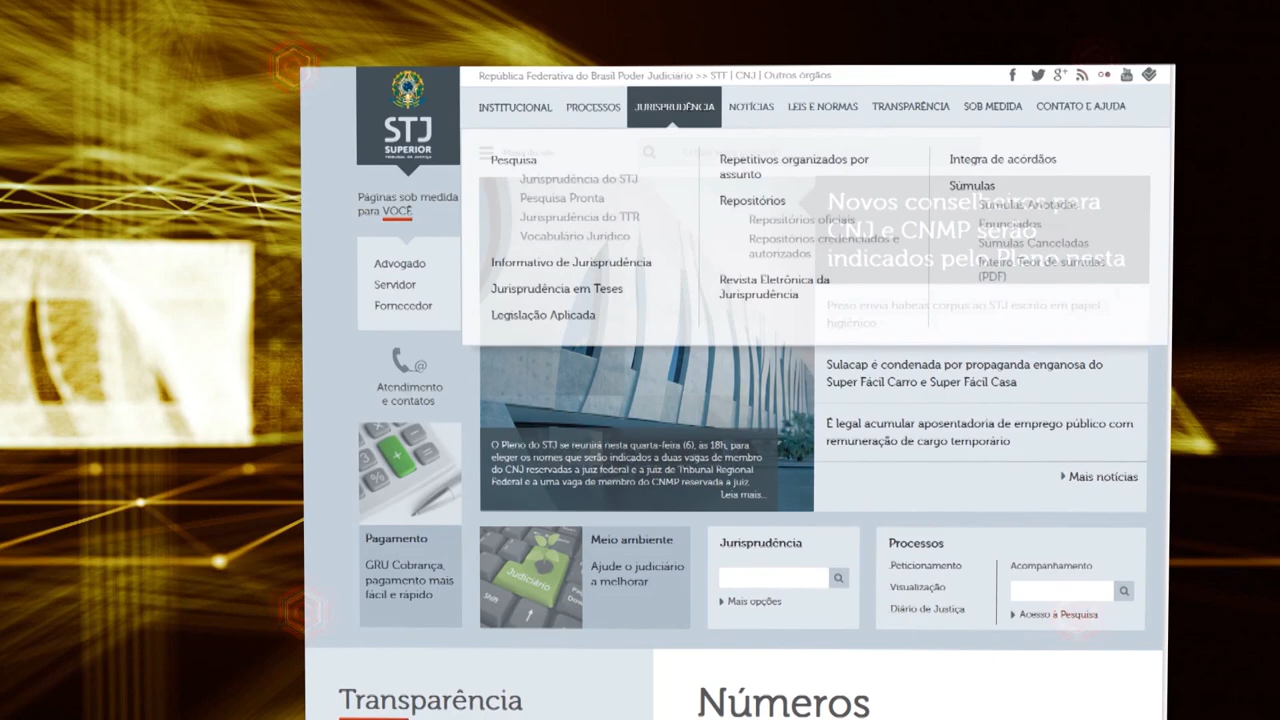 República Federativa do Brasil Poder Judiciário >> STF | CNJ | Outros órgãos
STJ
SUPERIOR
TRIBUNAL DE JUSTIÇA
INSTITUCIONAL
PROCESSOS
JURISPRUDÊNCIA
NOTÍCIAS
LEIS E NORMAS
TRANSPARÊNCIA
SOB MEDIDA
CONTATO E AJUDA
Pesquisa
Jurisprudência do STJ
Pesquisa Pronta
Jurisprudência do TFR
Vocabulário Jurídico
Informativo de Jurisprudência
Jurisprudência em Teses
Legislação Aplicada
Repetitivos organizados por
assunto
Repositórios
Repositórios oficiais
Repositórios credenciados e
autorizados
Revista Eletrônica da
Jurisprudência
Íntegra de acórdãos
Súmulas
Súmulas Anotadas
Enunciados
Súmulas Canceladas
Inteiro Teor de súmulas
(PDF)
Novos conselheiros para
CNJ e CNMP serão
indicados pelo Pleno nesta
Preso envia habeas corpus ao STJ escrito em papel
higiênico
Sulacap é condenada por propaganda enganosa do
Super Fácil Carro e Super Fácil Casa
É legal acumular aposentadoria de emprego público com
remuneração de cargo temporário
Mais notícias
Páginas sob medida
para VOCÊ
Advogado
Servidor
Fornecedor
Atendimento
e contatos
O Pleno do STJ se reunirá nesta quarta-feira (6), às 18h, para
eleger os nomes que serão indicados a duas vagas de membro
do CNJ reservadas a juiz federal e a juiz de Tribunal Regional
Federal e a uma vaga de membro do CNMP reservada a juiz
Leia mais...
Pagamento
GRU Cobrança,
pagamento mais
fácil e rápido
Judiciário
Shift
Meio ambiente
Ajude o judiciário
a melhorar
Jurisprudência
Mais opções
Processos
Peticionamento
Visualização
Diário de Justiça
Acompanhamento
Acesso à Pesquisa
Transparência
Números